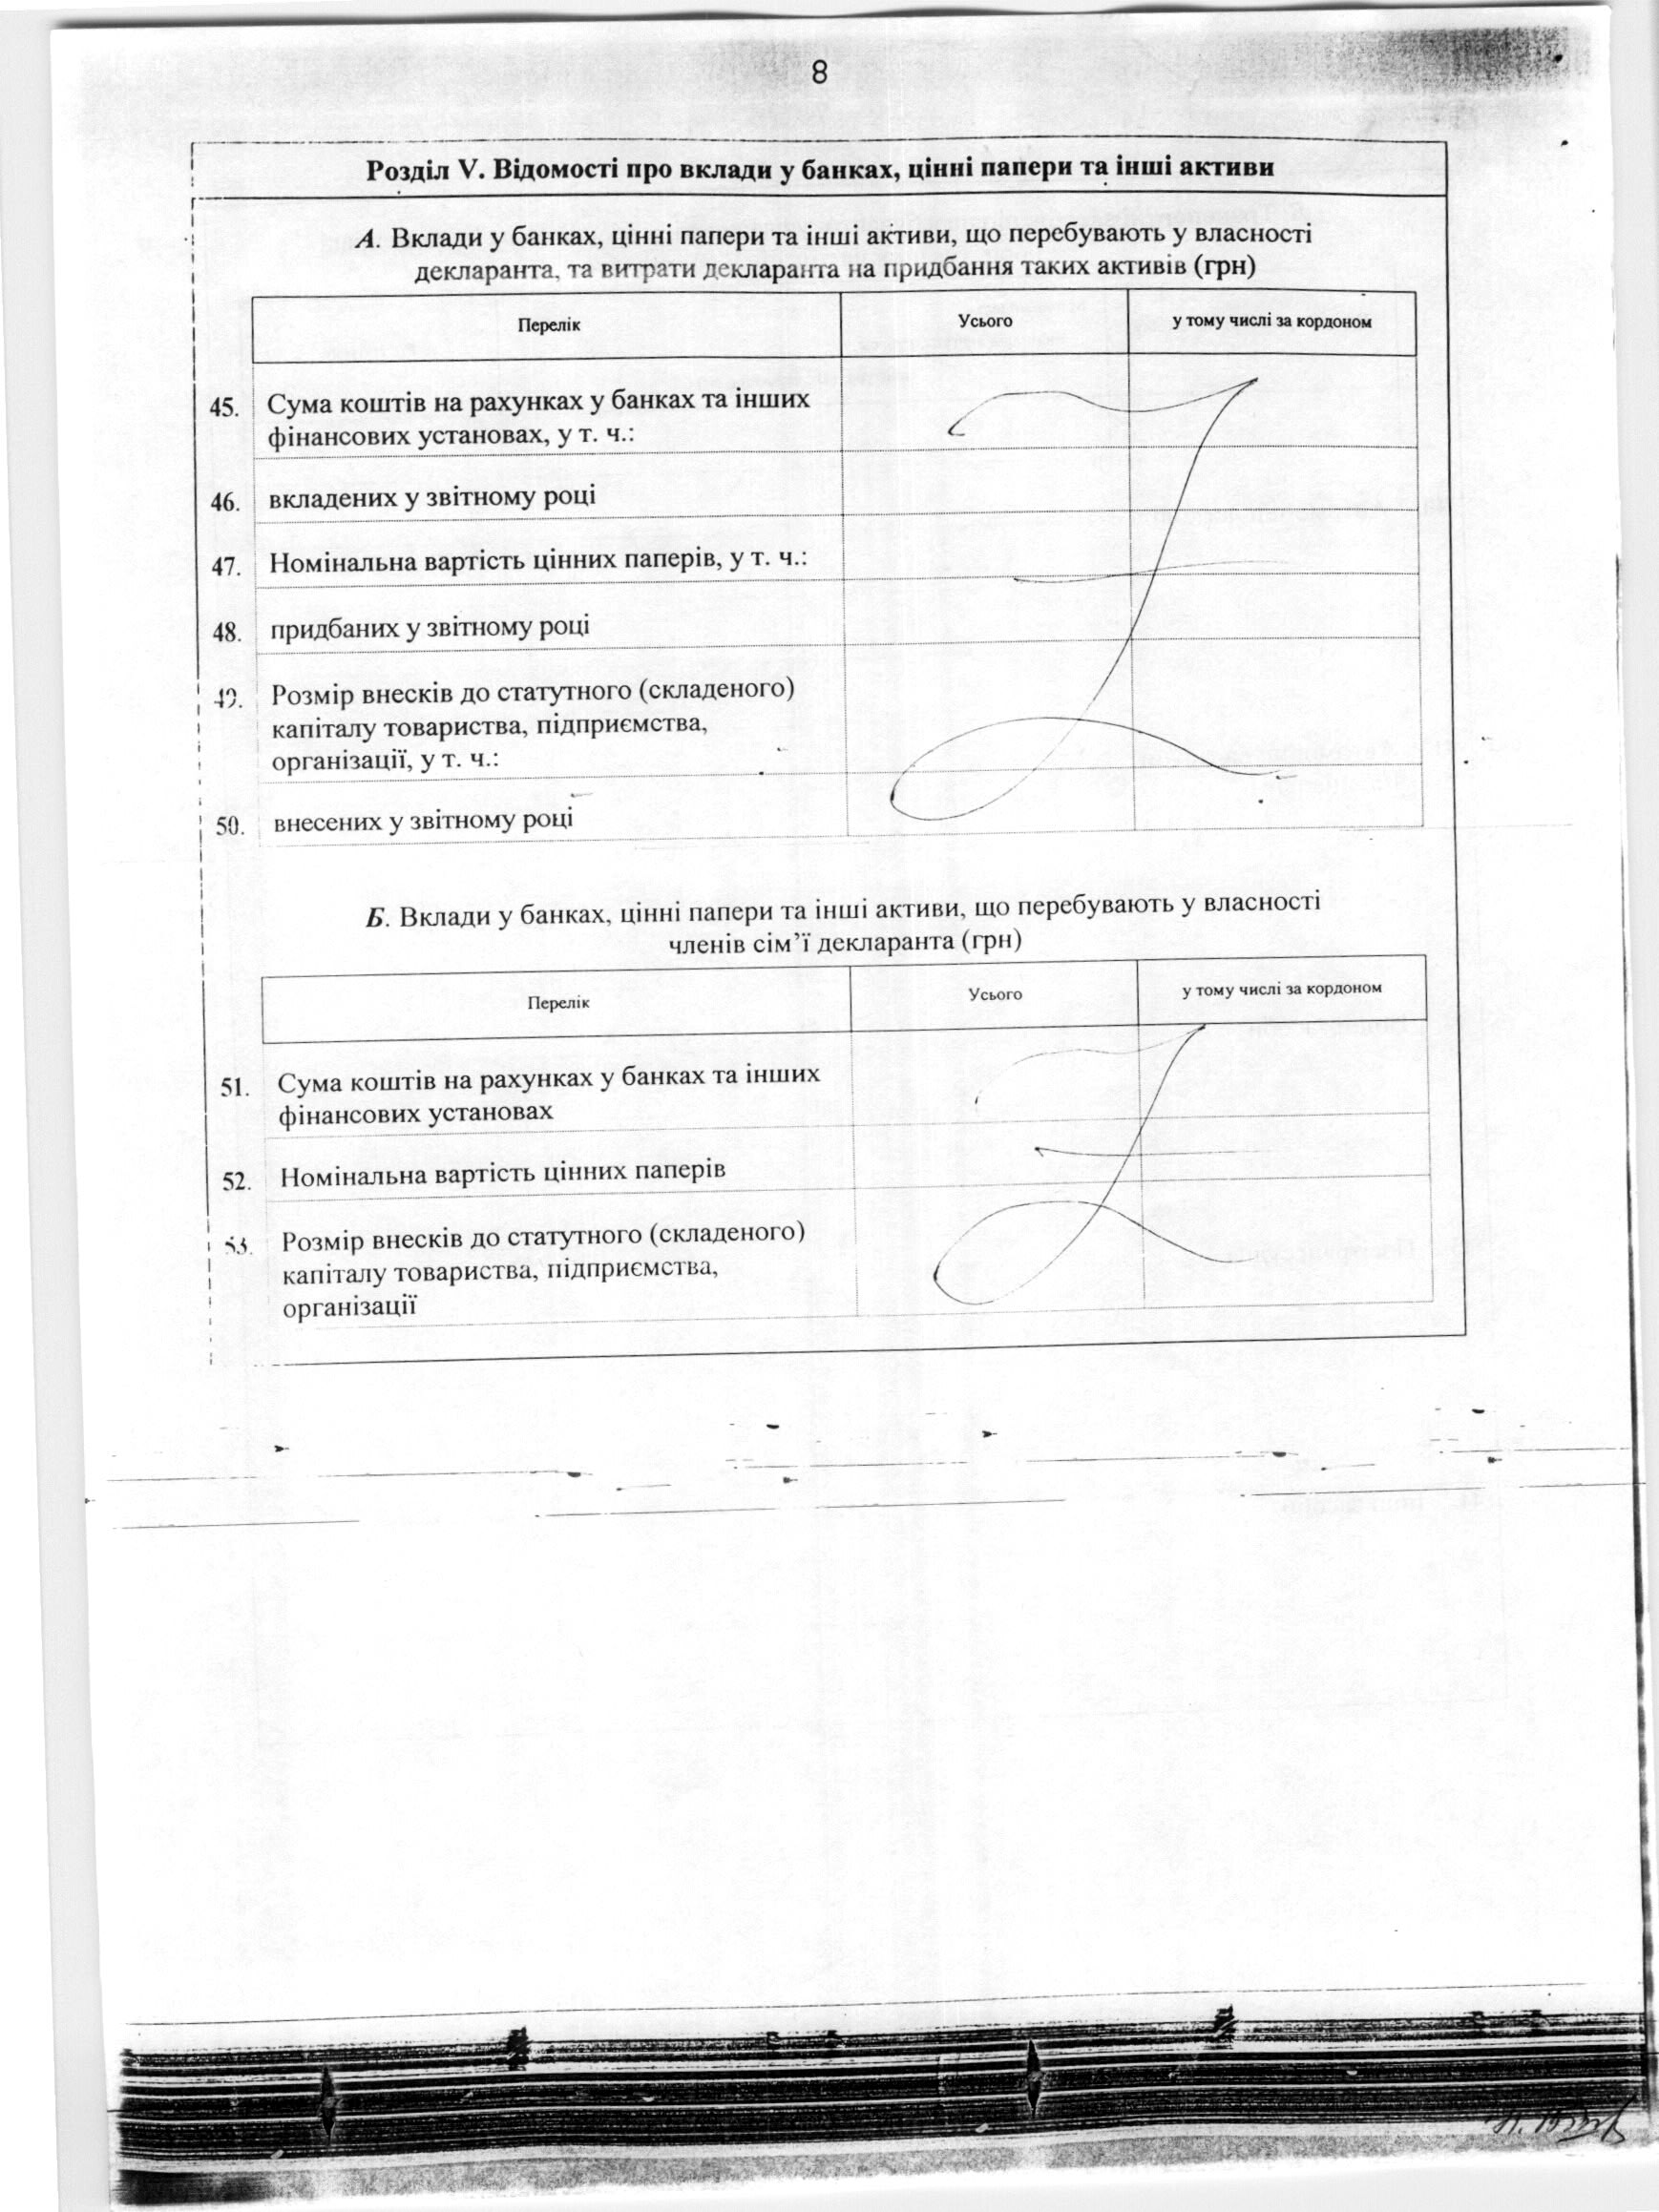 8
Розділ V. Відомості про вклади у банках, цінні папери та інші активи
А. Вклади у банках, цінні папери та інші активи, що перебувають у власності
декларанта, та витрати декларанта на придбання таких активів (грн)
Перелік Усього у тому числі за кордоном
45. Сума коштів на рахунках у банках та інших
фінансових установах, у т. ч.:
46. вкладених у звітному році
47. Номінальна вартість цінних паперів, у т. ч.:
48. придбаних у звітному році
49. Розмір внесків до статутного (складеного)
капіталу товариства, підприємства,
організації, у т. ч.:
50. внесених у звітному році
Б. Вклади у банках, цінні папери та інші активи, що перебувають у власності
членів сім’ї декларанта (грн)
Перелік Усього у тому числі за кордоном
51. Сума коштів на рахунках у банках та інших
фінансових установах
52. Номінальна вартість цінних паперів
53. Розмір внесків до статутного (складеного)
капіталу товариства, підприємства,
організації